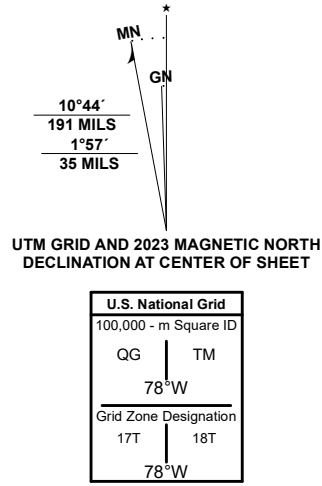 MN
GN
10°44´
191 MILS
1°57´
35 MILS
UTM GRID AND 2023 MAGNETIC NORTH
DECLINATION AT CENTER OF SHEET
U.S. National Grid
100,000 - m Square ID
QG TM
78°W
Grid Zone Designation
17T 18T
78°W